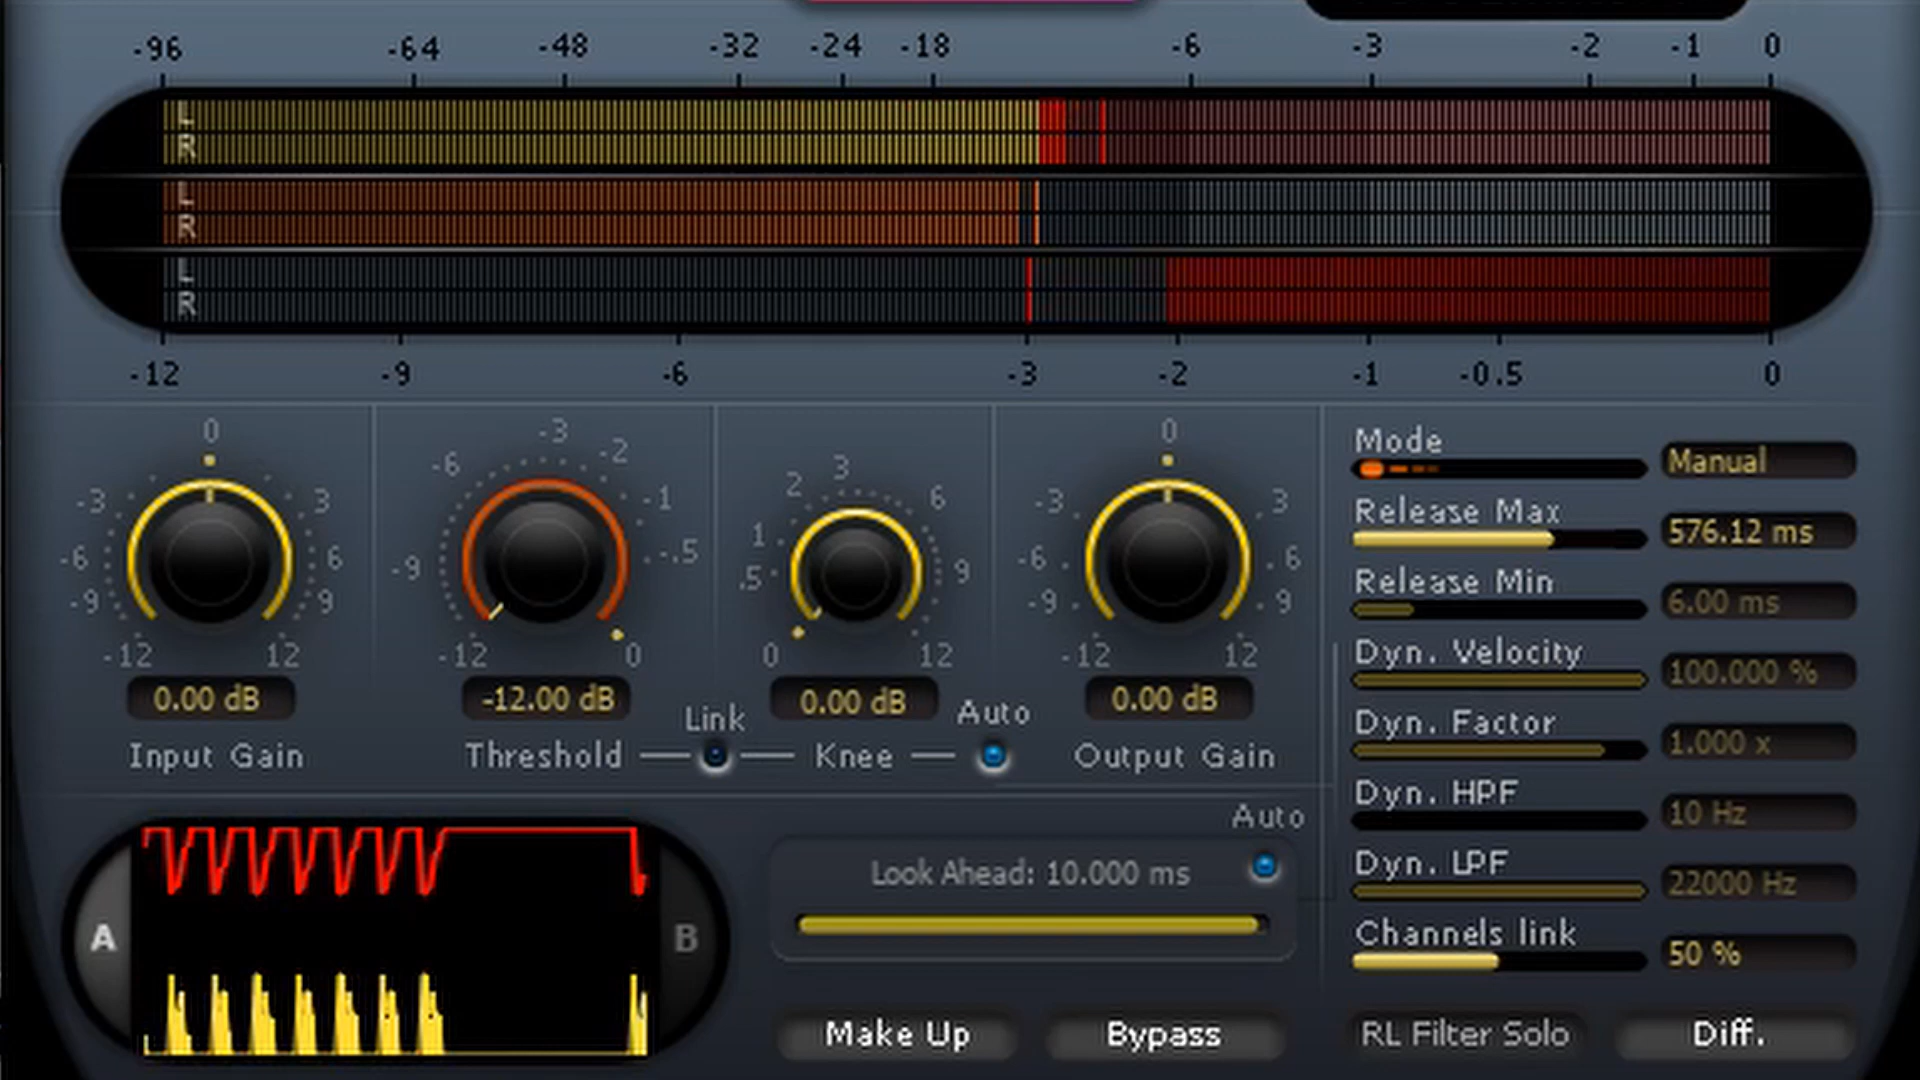 -96 -64 -48 -32 -24 -18 -6 -3 -2 -1 0
L
R
L
R
L
R
-12 -9 -6 -3 -2 -1 -0.5 0
0
-3 3
-6 6
-9 9
-12 12
0.00 dB
Input Gain
-3
-6 -2
-1
-9 -.5
-12 0
-12.00 dB
Threshold
Link
3
2 6
1
.5 9
0 12
0.00 dB
Knee
Auto
0
-3 3
-6 6
-9 9
-12 12
0.00 dB
Output Gain
Mode Manual
Release Max 576.12 ms
Release Min 6.00 ms
Dyn. Velocity 100.000 %
Dyn. Factor 1.000 x
Dyn. HPF 10 Hz
Dyn. LPF 22000 Hz
Channels link 50 %
A B
Auto
Look Ahead: 10.000 ms
Make Up Bypass RL Filter Solo Diff.